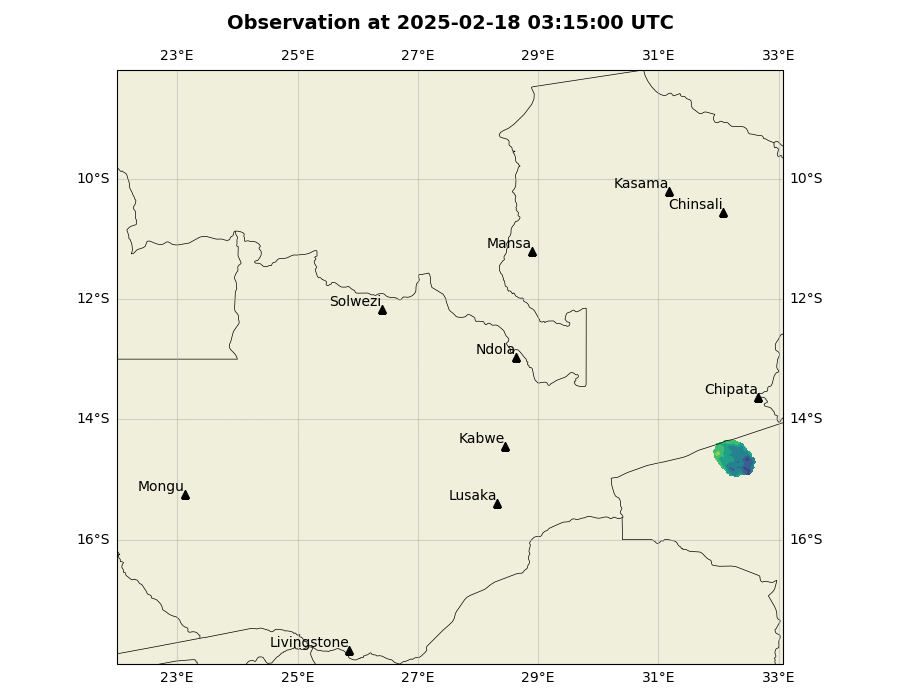 Observation at 2025-02-18 03:15:00 UTC
23°E 25°E 27°E 29°E 31°E 33°E
10°S 10°S
Kasama
Chinsali
Mansa
12°S 12°S
Solwezi
Ndola
Chipata
14°S 14°S
Kabwe
Mongu
Lusaka
16°S 16°S
Livingstone
23°E 25°E 27°E 29°E 31°E 33°E